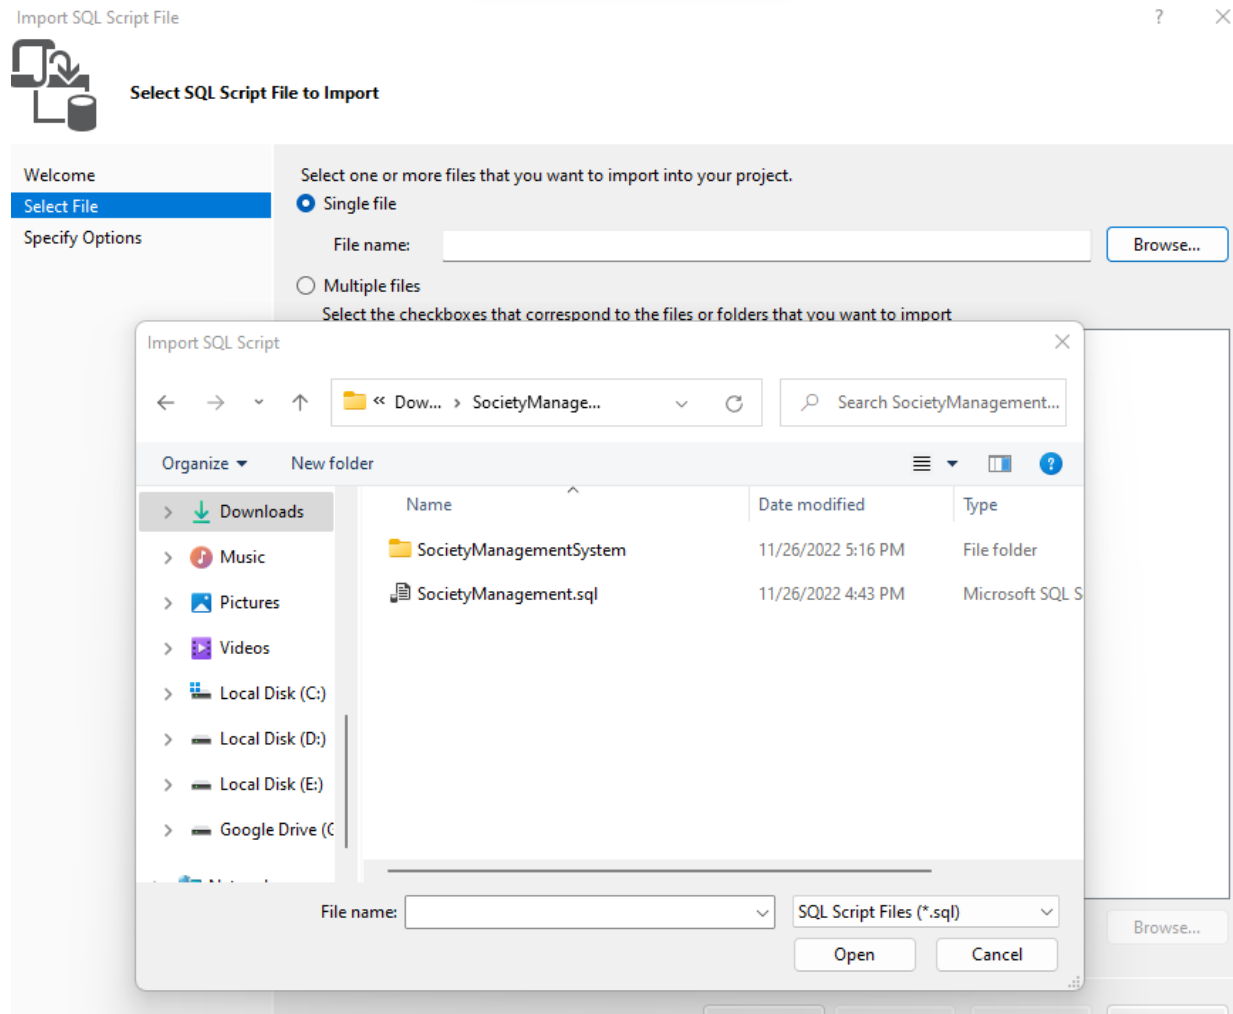 Import SQL Script File
?
Select SQL Script File to Import
Welcome
Select File
Specify Options
Select one or more files that you want to import into your project.
Single file
File name:
Browse...
Multiple files
Select the checkboxes that correspond to the files or folders that you want to import
Import SQL Script
« Dow... › SocietyManage...
Search SocietyManagement...
Organize
New folder
?
Downloads
Music
Pictures
Videos
Local Disk (C:)
Local Disk (D:)
Local Disk (E:)
Google Drive (G
Name Date modified Type
SocietyManagementSystem 11/26/2022 5:16 PM File folder
SocietyManagement.sql 11/26/2022 4:43 PM Microsoft SQL S
File name:
SQL Script Files (*.sql)
Open
Cancel
Browse...